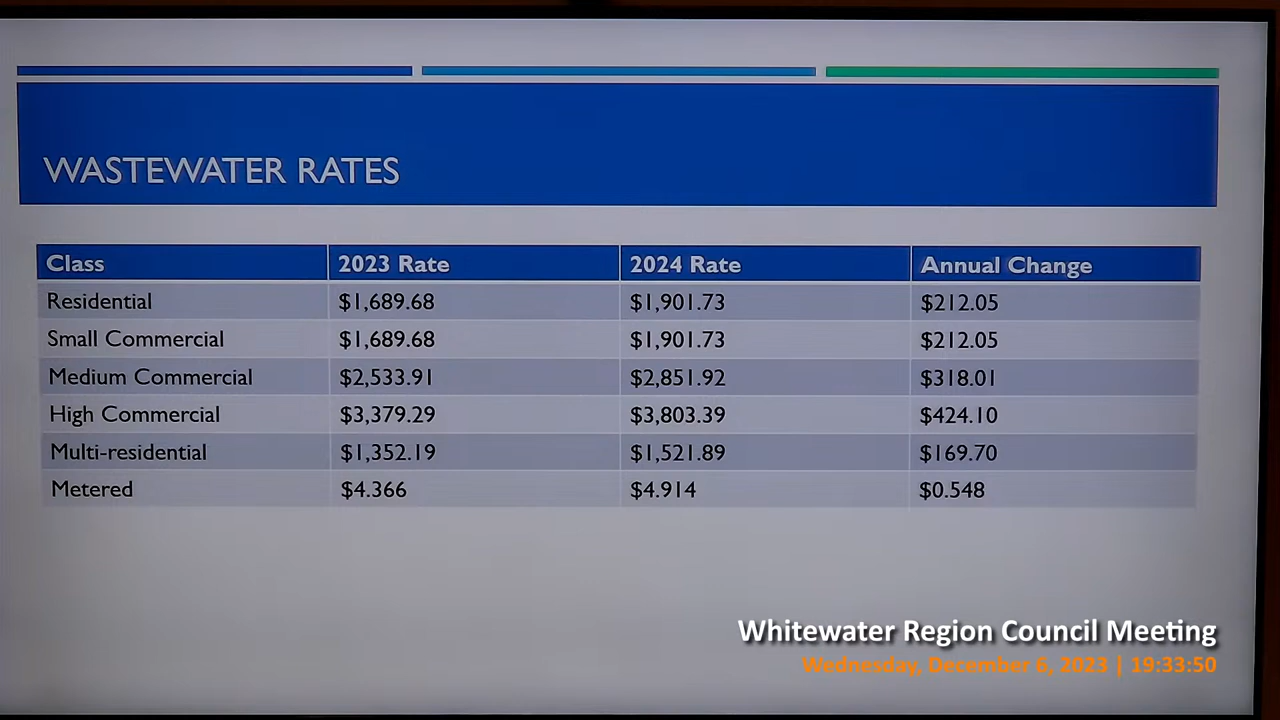 WASTEWATER RATES
Class 2023 Rate 2024 Rate Annual Change
Residential $1,689.68 $1,901.73 $212.05
Small Commercial $1,689.68 $1,901.73 $212.05
Medium Commercial $2,533.91 $2,851.92 $318.01
High Commercial $3,379.29 $3,803.39 $424.10
Multi-residential $1,352.19 $1,521.89 $169.70
Metered $4.366 $4.914 $0.548
Whitewater Region Council Meeting
Wednesday, December 6, 2023 | 19:33:50